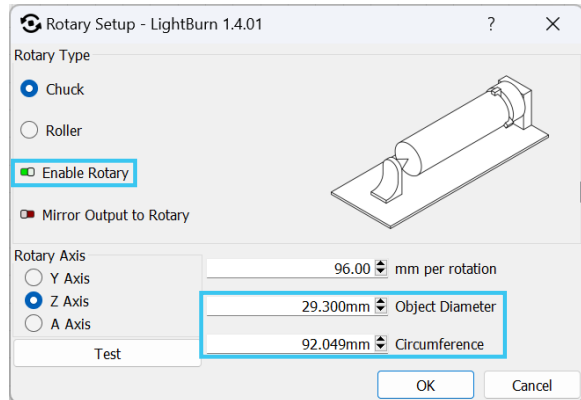 Rotary Setup - LightBurn 1.4.01 ?
Rotary Type
Chuck
Roller
Enable Rotary
Mirror Output to Rotary
Rotary Axis
Y Axis
Z Axis
A Axis
Test
96.00 mm per rotation
29.300mm Object Diameter
92.049mm Circumference
OK Cancel